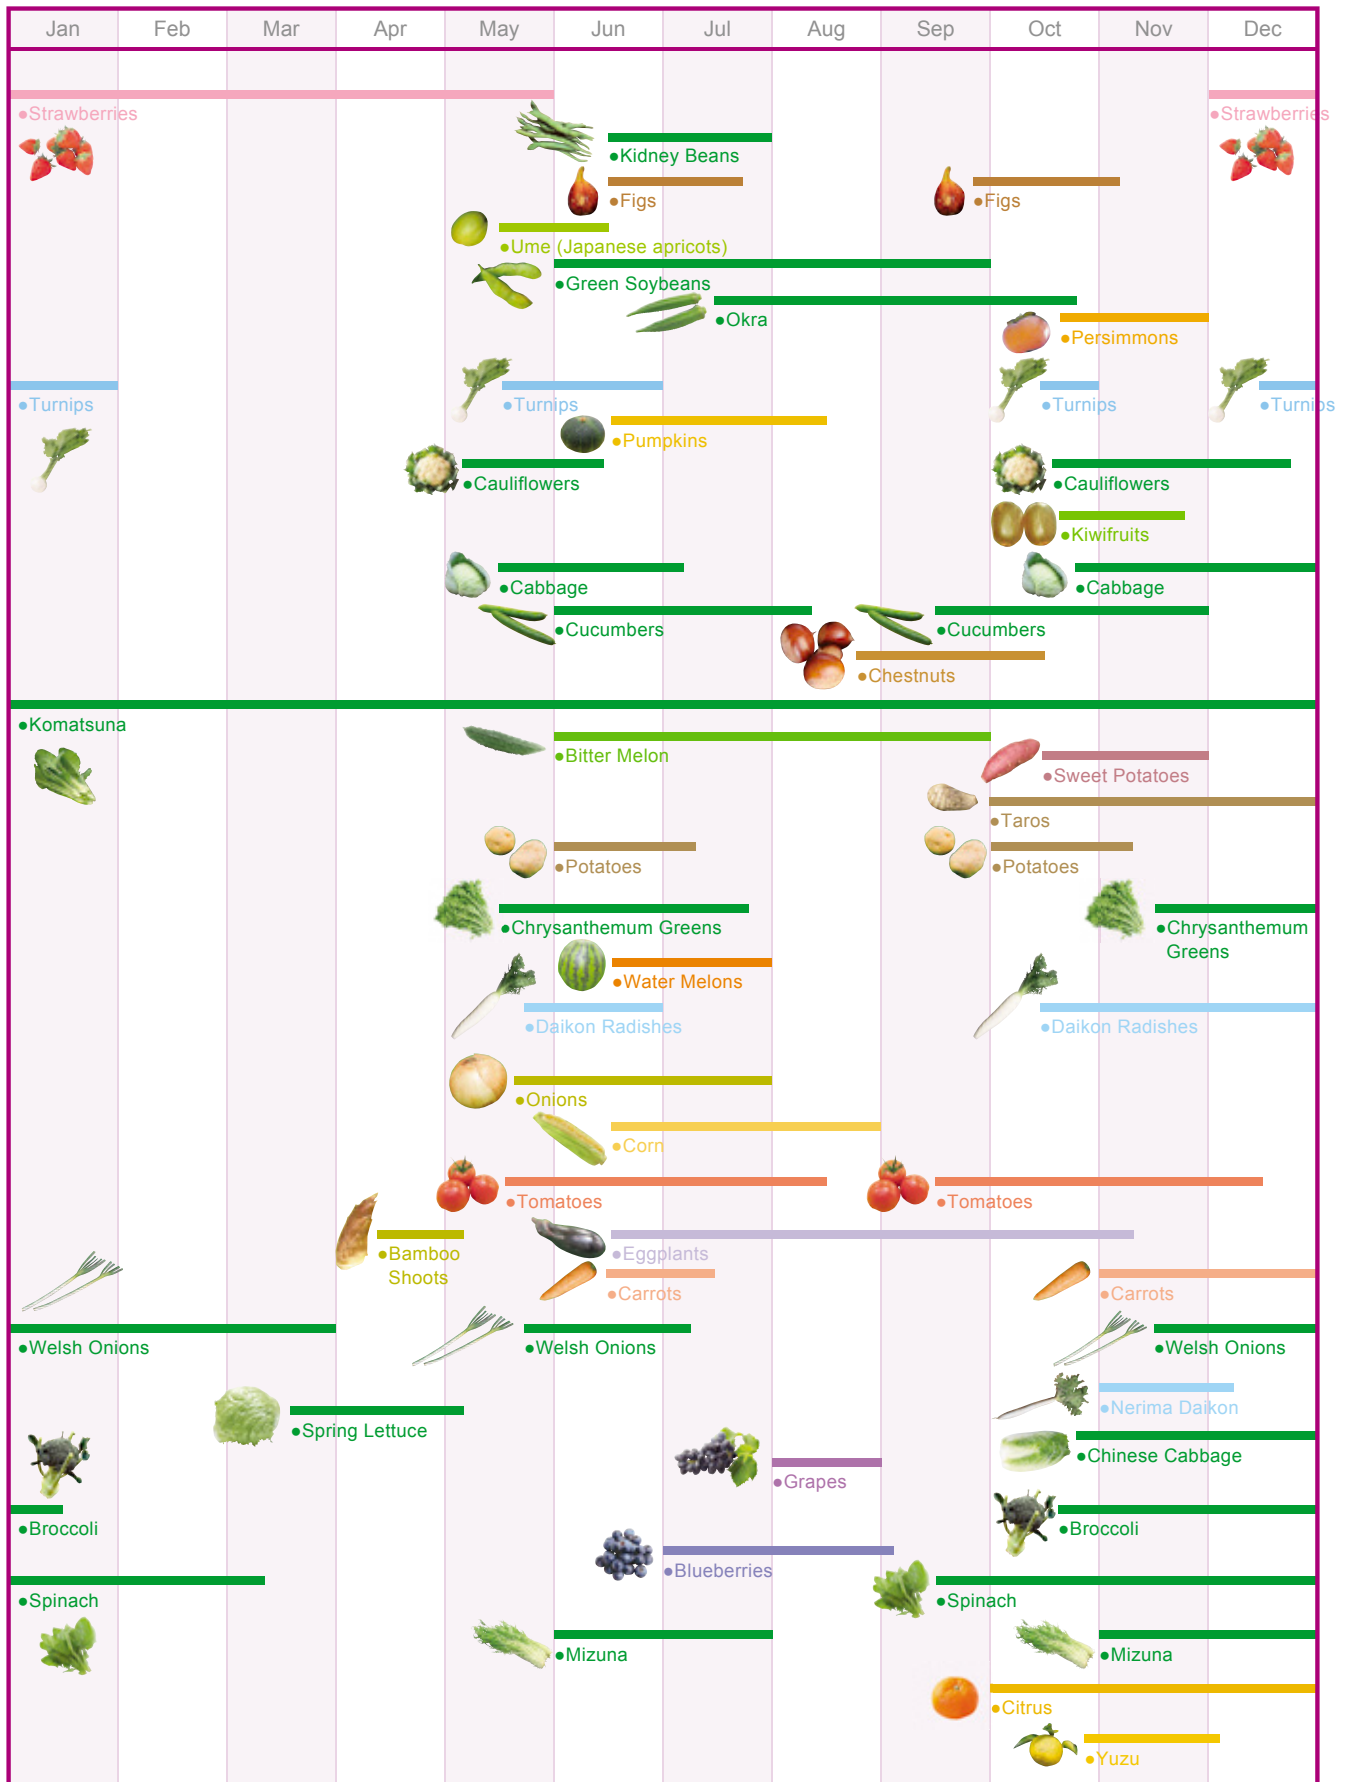 Jan Feb Mar Apr May Jun Jul Aug Sep Oct Nov Dec
●Strawberries ●Strawberries
●Kidney Beans
●Figs ●Figs
●Ume (Japanese apricots)
●Green Soybeans
●Okra
●Persimmons
●Turnips ●Turnips ●Turnips ●Turnips
●Pumpkins
●Cauliflowers ●Cauliflowers
●Kiwifruits
●Cabbage ●Cabbage
●Cucumbers ●Cucumbers
●Chestnuts
●Komatsuna
●Bitter Melon
●Sweet Potatoes
●Taros
●Potatoes ●Potatoes
●Chrysanthemum Greens ●Chrysanthemum
Greens
●Water Melons
●Daikon Radishes ●Daikon Radishes
●Onions
●Corn
●Tomatoes ●Tomatoes
●Bamboo ●Eggplants
Shoots
●Carrots ●Carrots
●Welsh Onions ●Welsh Onions ●Welsh Onions
●Nerima Daikon
●Spring Lettuce
●Chinese Cabbage
●Grapes
●Broccoli ●Broccoli
●Blueberries
●Spinach ●Spinach
●Mizuna ●Mizuna
●Citrus
●Yuzu